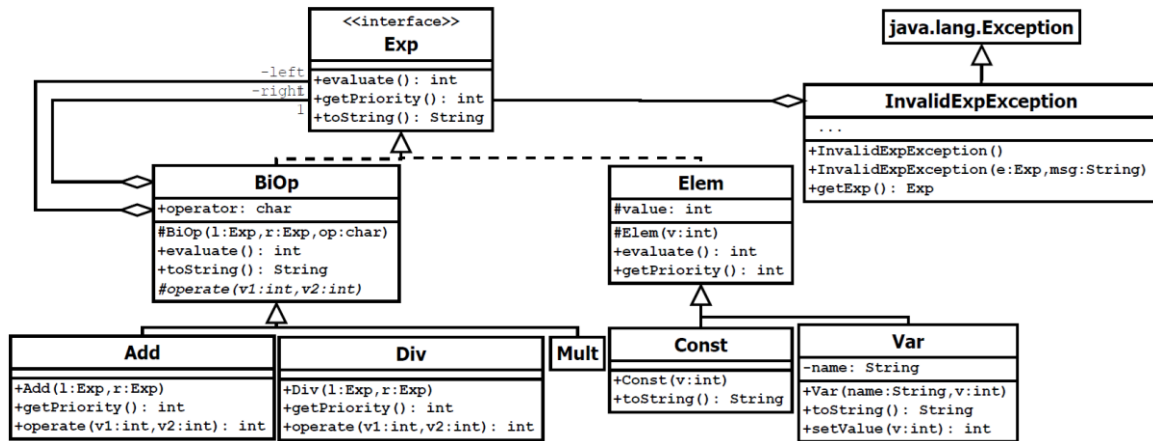 <<interface>>
Exp
+evaluate(): int
+getPriority(): int
+toString(): String
-left
-right
1
1
java.lang.Exception
InvalidExpException
...
+InvalidExpException()
+InvalidExpException(e:Exp,msg:String)
+getExp(): Exp
BiOp
+operator: char
#BiOp(l:Exp,r:Exp,op:char)
+evaluate(): int
+toString(): String
#operate(v1:int,v2:int)
Elem
#value: int
#Elem(v:int)
+evaluate(): int
+getPriority(): int
Add
+Add(l:Exp,r:Exp)
+getPriority(): int
+operate(v1:int,v2:int): int
Div
+Div(l:Exp,r:Exp)
+getPriority(): int
+operate(v1:int,v2:int): int
Mult
Const
+Const(v:int)
+toString(): String
Var
-name: String
+Var(name:String,v:int)
+toString(): String
+setValue(v:int): int